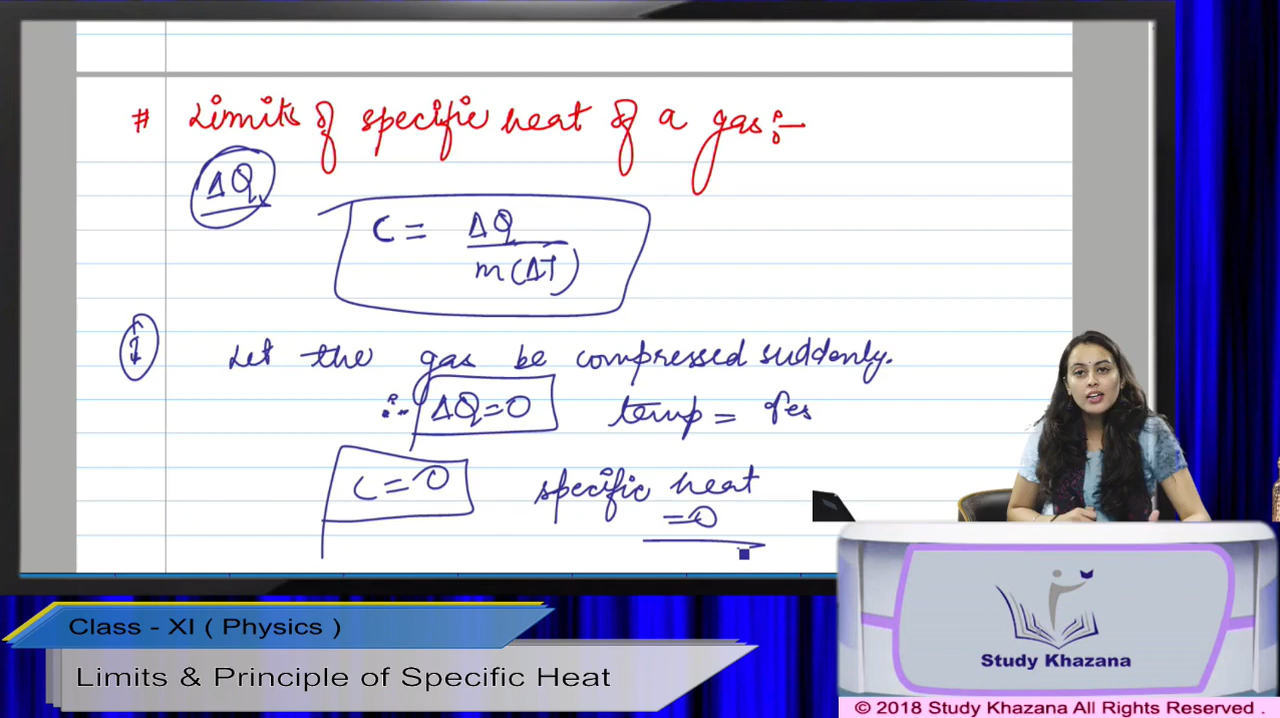 # Limits of specific heat of a gas:-
ΔQ
C = ΔQ / m(ΔT)
I Let the gas be compressed suddenly.
∴ ΔQ=0 temp = Yes
C=0 specific heat
=0
Study Khazana
Class - XI ( Physics )
Limits & Principle of Specific Heat
© 2018 Study Khazana All Rights Reserved .